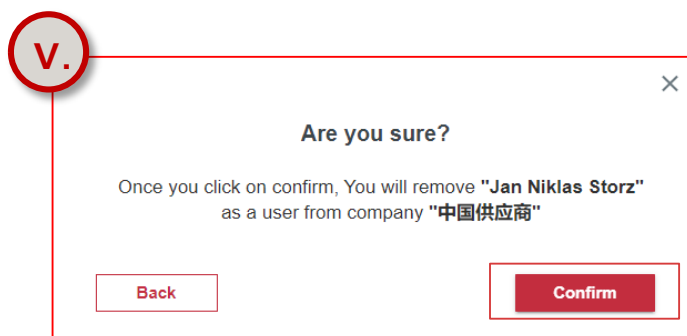 V.
Are you sure?
Once you click on confirm, You will remove "Jan Niklas Storz"
as a user from company "中国供应商"
Back
Confirm